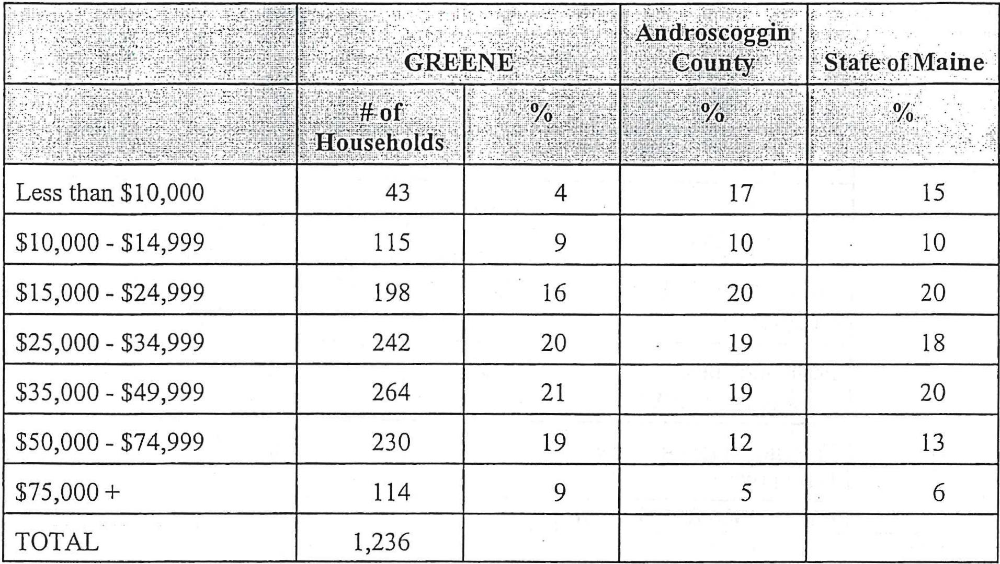 GREENE Androscoggin County State of Maine
# of Households % % %
Less than $10,000 43 4 17 15
$10,000 - $14,999 115 9 10 10
$15,000 - $24,999 198 16 20 20
$25,000 - $34,999 242 20 19 18
$35,000 - $49,999 264 21 19 20
$50,000 - $74,999 230 19 12 13
$75,000 + 114 9 5 6
TOTAL 1,236